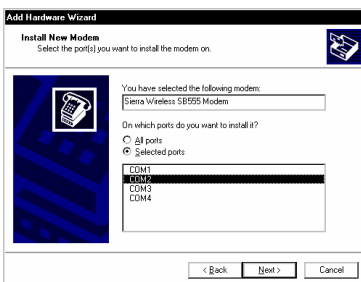 Add Hardware Wizard
Install New Modem
Select the port(s) you want to install the modem on.
You have selected the following modem:
Sierra Wireless SB555 Modem
On which ports do you want to install it?
All ports
Selected ports
COM1
COM2
COM3
COM4
< Back
Next >
Cancel